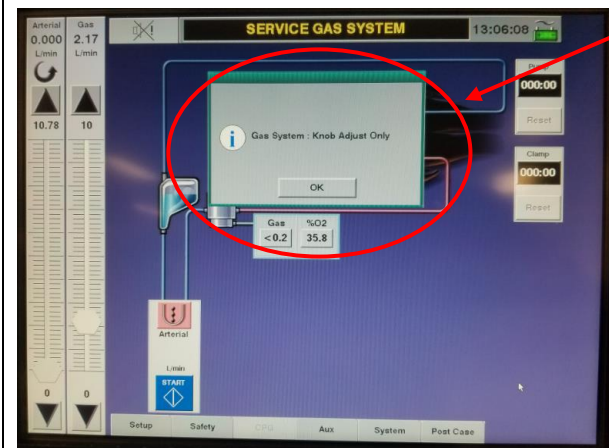 Arterial Gas
0.000 2.17
L/min L/min
10.78 10
0 0
SERVICE GAS SYSTEM
13:06:08
Gas System : Knob Adjust Only
OK
Pump
000:00
Reset
Clamp
000:00
Reset
Gas %O2
<0.2 35.8
Arterial
L/min
START
Setup Safety CPB Aux System Post Case